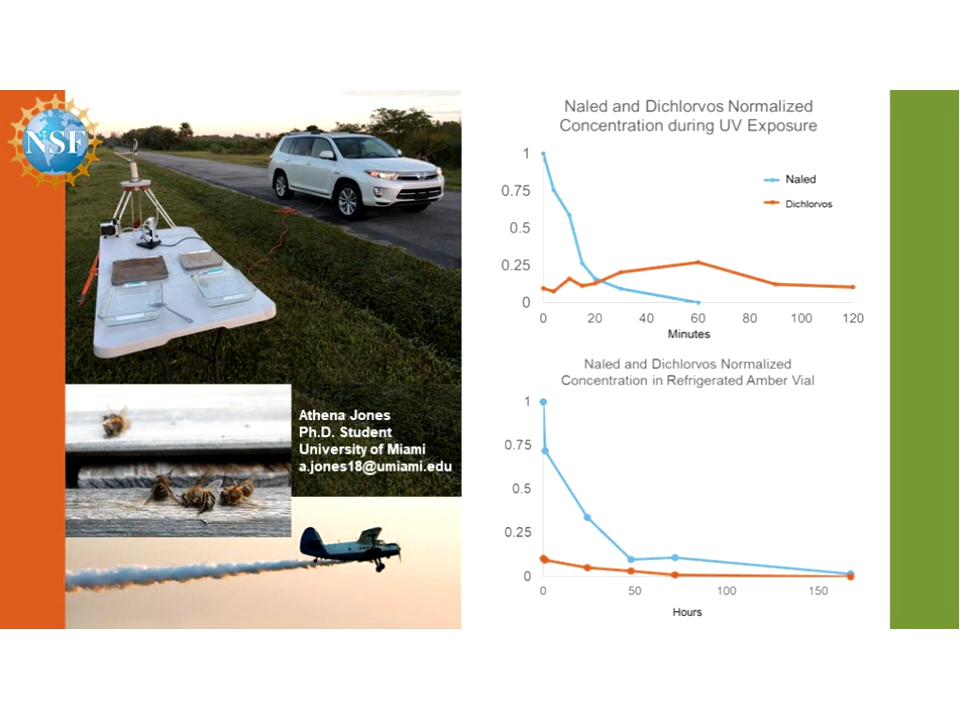 NSF
Athena Jones
Ph.D. Student
University of Miami
a.jones18@umiami.edu
Naled and Dichlorvos Normalized
Concentration during UV Exposure
1
0.75
0.5
0.25
0
0 20 40 60 80 100 120
Minutes
Naled
Dichlorvos
Naled and Dichlorvos Normalized
Concentration in Refrigerated Amber Vial
1
0.75
0.5
0.25
0
0 50 100 150
Hours